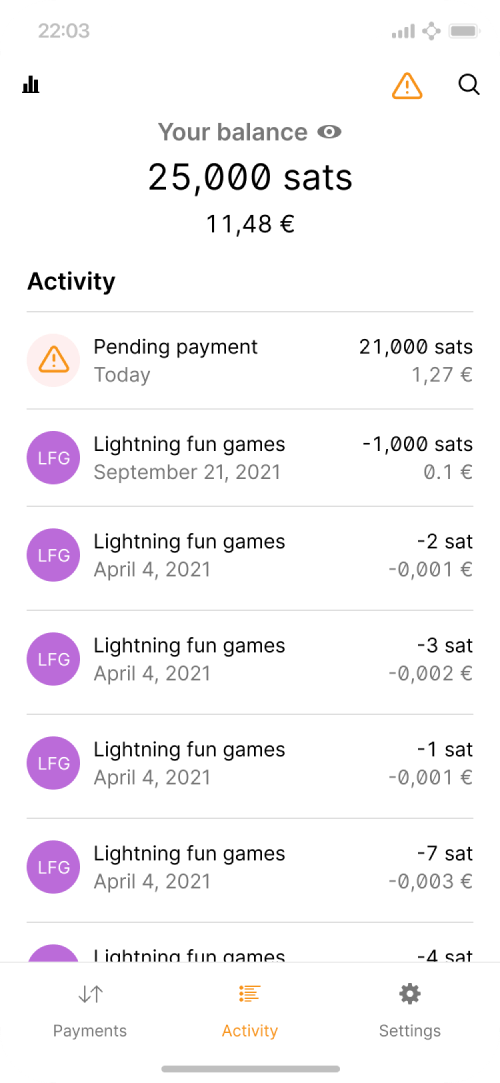 22:03
Your balance
25,000 sats
11,48 €
Activity
Pending payment 21,000 sats
Today 1,27 €
LFG Lightning fun games -1,000 sats
September 21, 2021 0.1 €
LFG Lightning fun games -2 sat
April 4, 2021 -0,001 €
LFG Lightning fun games -3 sat
April 4, 2021 -0,002 €
LFG Lightning fun games -1 sat
April 4, 2021 -0,001 €
LFG Lightning fun games -7 sat
April 4, 2021 -0,003 €
Lightning fun games -4 sat
Payments Activity Settings